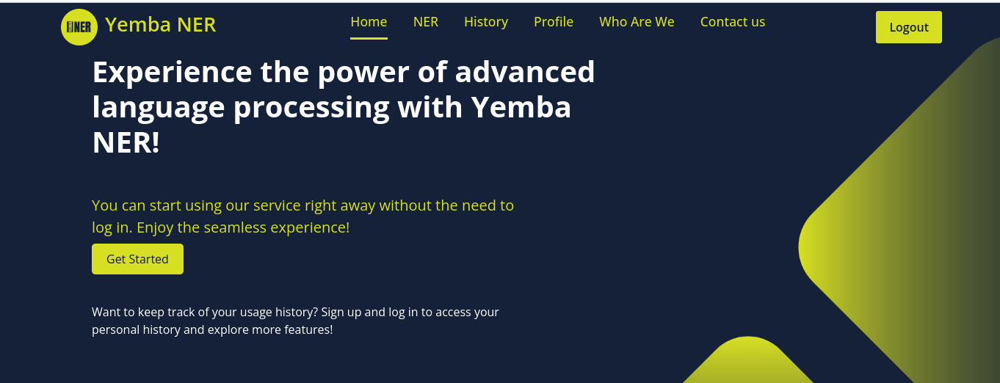 NER Yemba NER
Home NER History Profile Who Are We Contact us
Logout
Experience the power of advanced
language processing with Yemba
NER!
You can start using our service right away without the need to
log in. Enjoy the seamless experience!
Get Started
Want to keep track of your usage history? Sign up and log in to access your
personal history and explore more features!